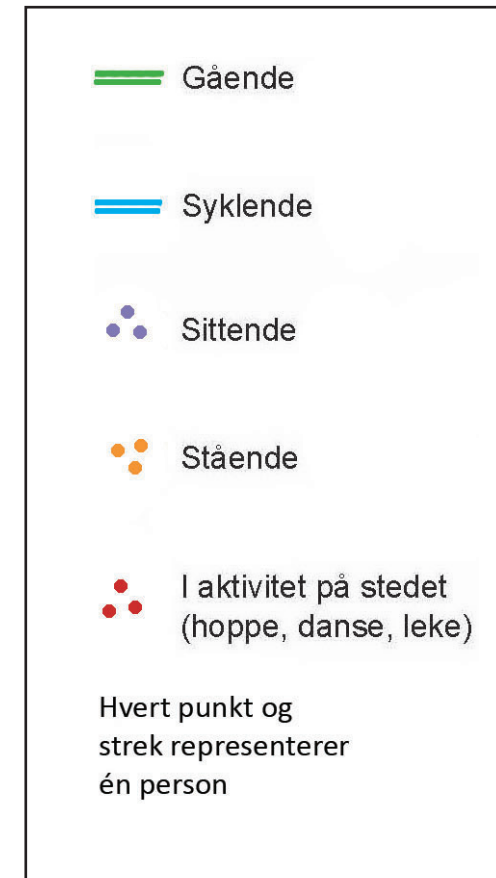 Gående
Syklende
Sittende
Stående
I aktivitet på stedet
(hoppe, danse, leke)
Hvert punkt og
strek representerer
én person